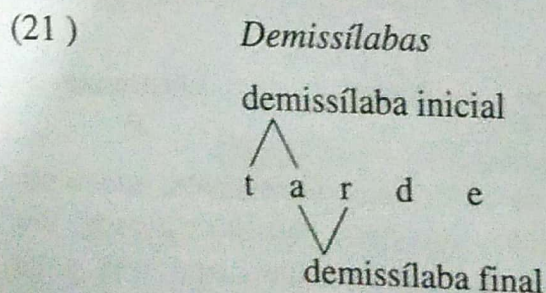 (21 ) Demissílabas
demissílaba inicial
t a r d e
demissílaba final